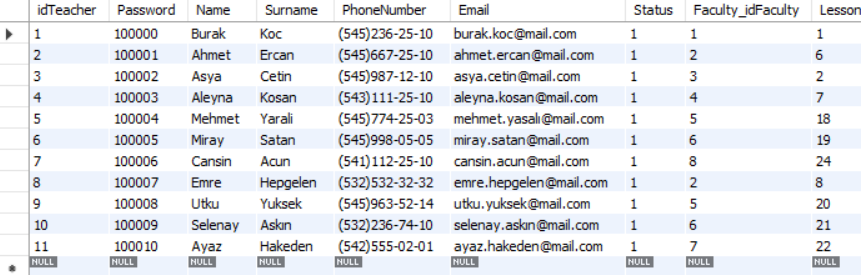 idTeacher Password Name Surname PhoneNumber Email Status Faculty_idFaculty Lesson
1 100000 Burak Koc (545)236-25-10 burak.koc@mail.com 1 1 1
2 100001 Ahmet Ercan (545)667-25-10 ahmet.ercan@mail.com 1 2 6
3 100002 Asya Cetin (545)987-12-10 asya.cetin@mail.com 1 3 2
4 100003 Aleyna Kosan (543)111-25-10 aleyna.kosan@mail.com 1 4 7
5 100004 Mehmet Yarali (545)774-25-03 mehmet.yasalı@mail.com 1 5 18
6 100005 Miray Satan (545)998-05-05 miray.satan@mail.com 1 6 19
7 100006 Cansin Acun (541)112-25-10 cansin.acun@mail.com 1 8 24
8 100007 Emre Hepgelen (532)532-32-32 emre.hepgelen@mail.com 1 2 8
9 100008 Utku Yuksek (545)963-52-14 utku.yuksek@mail.com 1 5 20
10 100009 Selenay Askın (532)236-74-10 selenay.askın@mail.com 1 6 21
11 100010 Ayaz Hakeden (542)555-02-01 ayaz.hakeden@mail.com 1 7 22
NULL NULL NULL NULL NULL NULL NULL NULL NULL